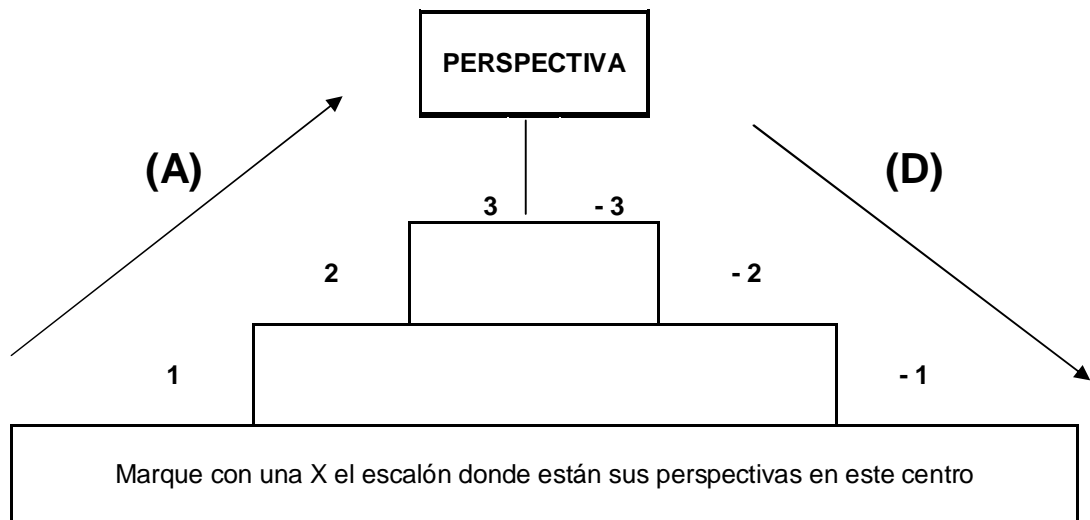 PERSPECTIVA
(A)
(D)
3
- 3
2
- 2
1
- 1
Marque con una X el escalón donde están sus perspectivas en este centro